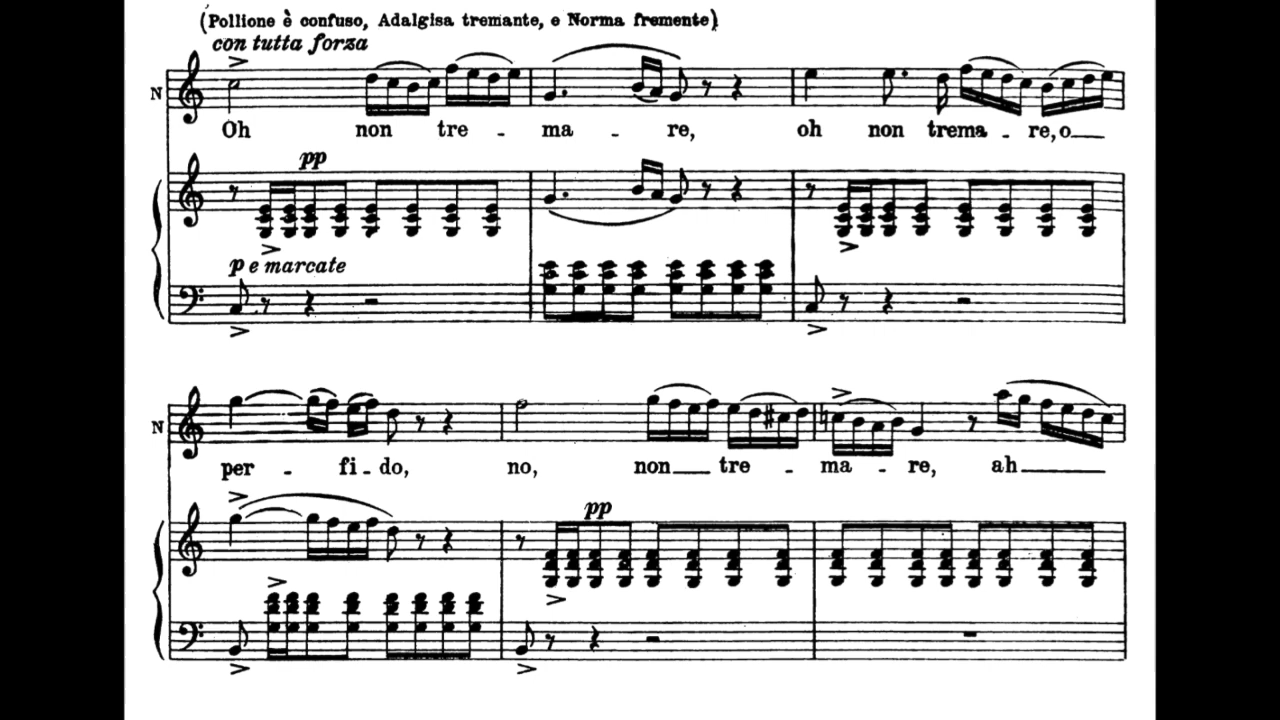 (Pollione è confuso, Adalgisa tremante, e Norma fremente)
con tutta forza
N
Oh non tre - ma - re, oh non trema - re, o
pp
p e marcate
N
per - fi - do, no, non tre - ma - re, ah
pp